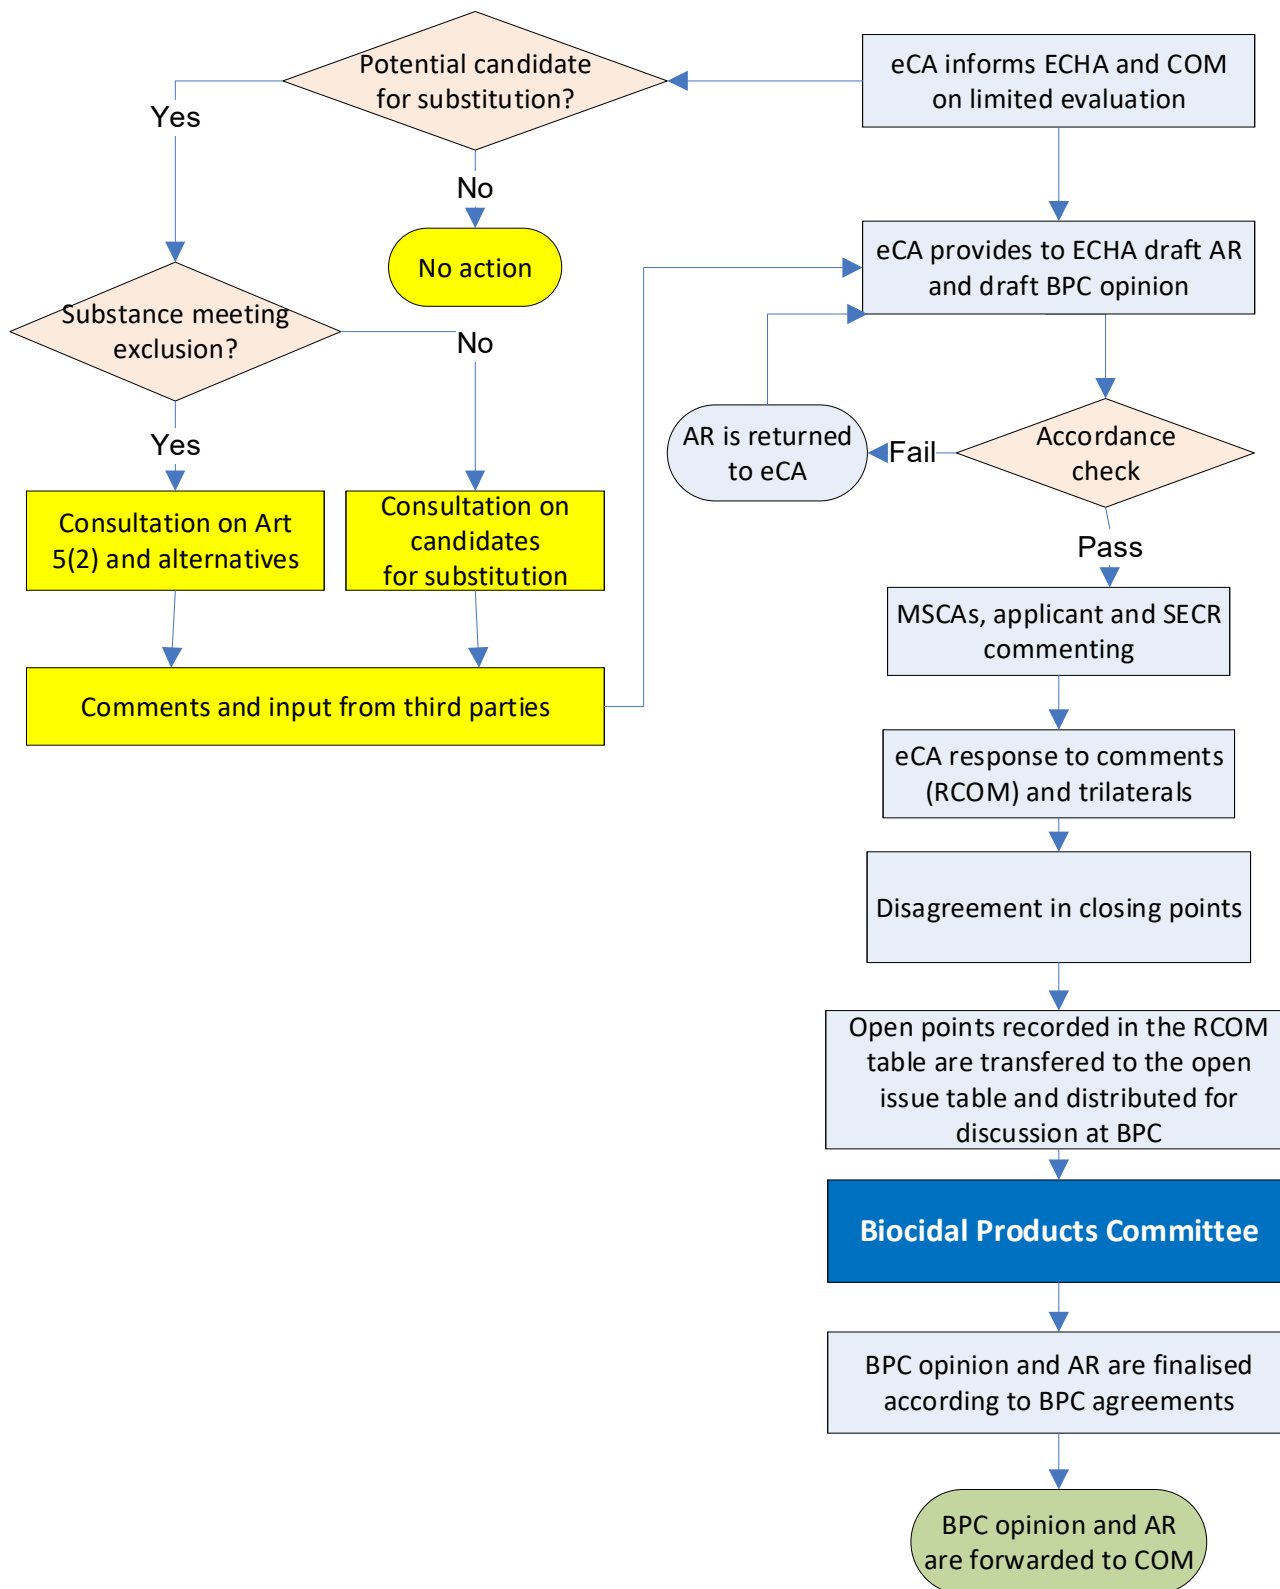 Potential candidate
for substitution?
eCA informs ECHA and COM
on limited evaluation
Yes
No
No action
eCA provides to ECHA draft AR
and draft BPC opinion
Substance meeting
exclusion?
No
Yes
AR is returned
to eCA
Fail
Accordance
check
Consultation on Art
5(2) and alternatives
Consultation on
candidates
for substitution
Pass
MSCAs, applicant and SECR
commenting
Comments and input from third parties
eCA response to comments
(RCOM) and trilaterals
Disagreement in closing points
Open points recorded in the RCOM
table are transfered to the open
issue table and distributed for
discussion at BPC
Biocidal Products Committee
BPC opinion and AR are finalised
according to BPC agreements
BPC opinion and AR
are forwarded to COM